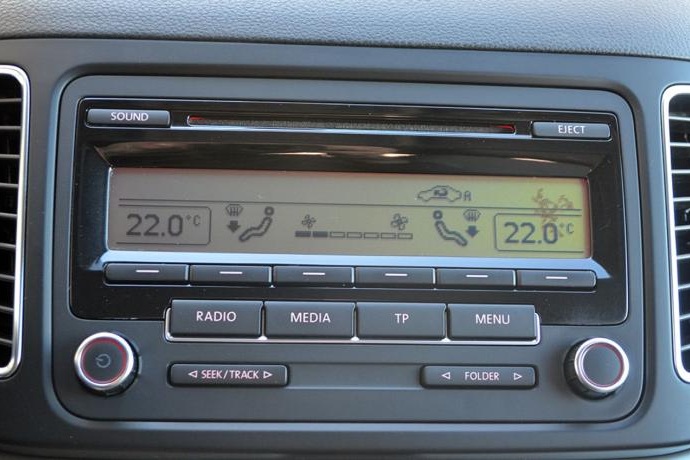 SOUND
EJECT
A
22.0°C
22.0°C
RADIO MEDIA TP MENU
SEEK/TRACK
FOLDER